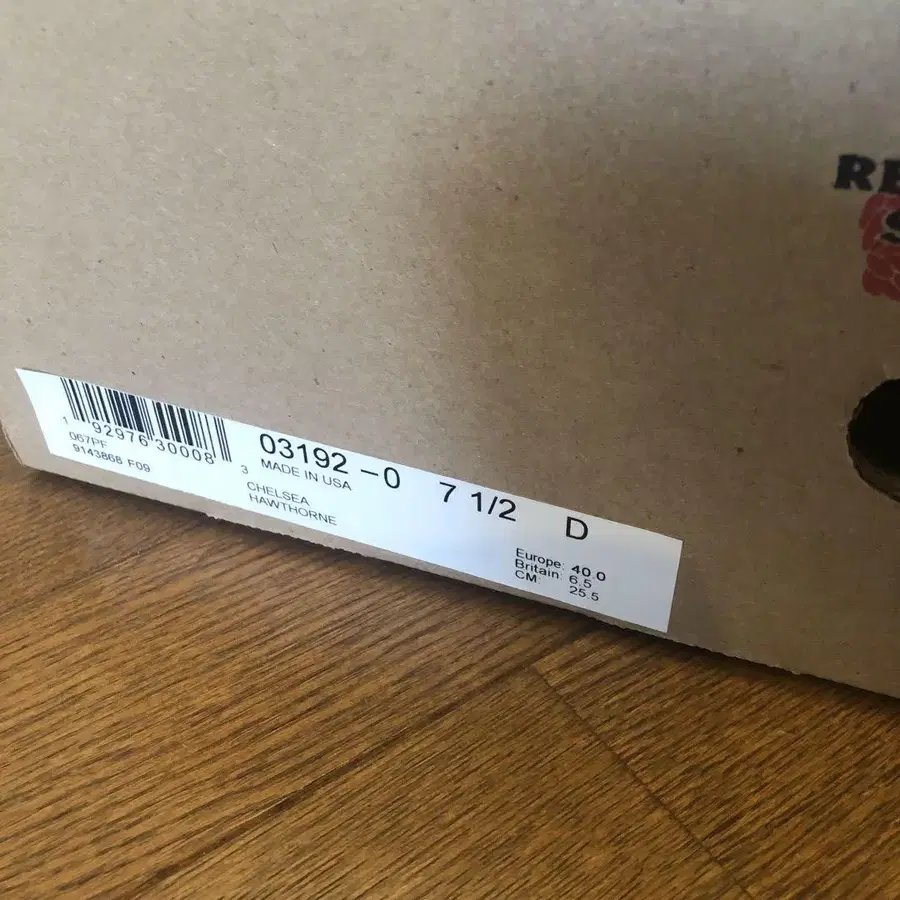 RE
S
1 92976 30008 3
067PF
9143868 F09
03192 -0 7 1/2 D
MADE IN USA
CHELSEA
HAWTHORNE
Europe: 40.0
Britain: 6.5
CM: 25.5